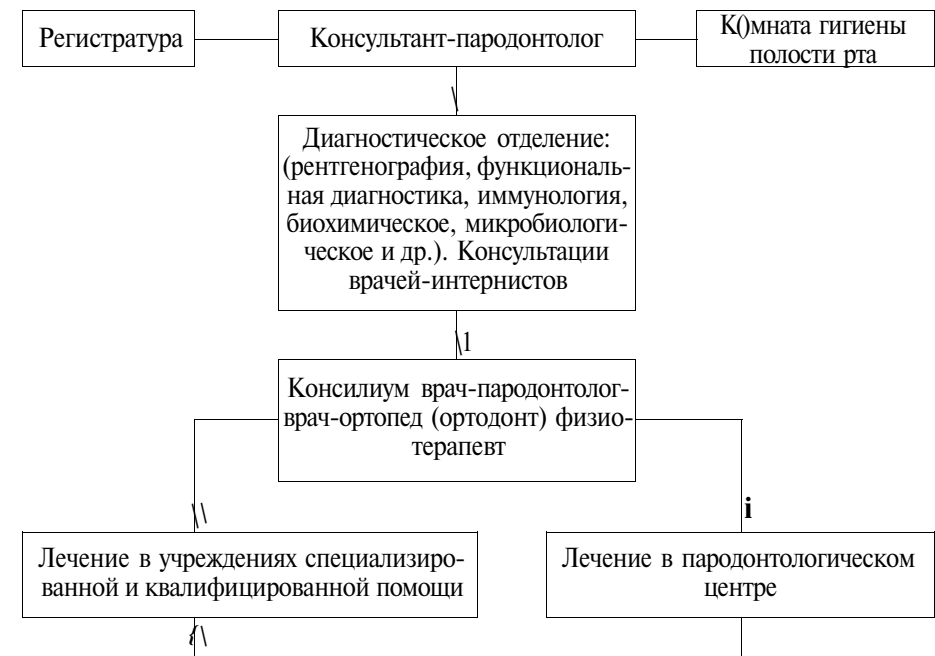 Регистратура
Консультант-пародонтолог
К()мната гигиены
полости рта
Диагностическое отделение:
(рентгенография, функциональ-
ная диагностика, иммунология,
биохимическое, микробиологи-
ческое и др.). Консультации
врачей-интернистов
\l
Консилиум врач-пародонтолог-
врач-ортопед (ортодонт) физио-
терапевт
\\
i
Лечение в учреждениях специализиро-
ванной и квалифицированной помощи
Лечение в пародонтологическом
центре
{\